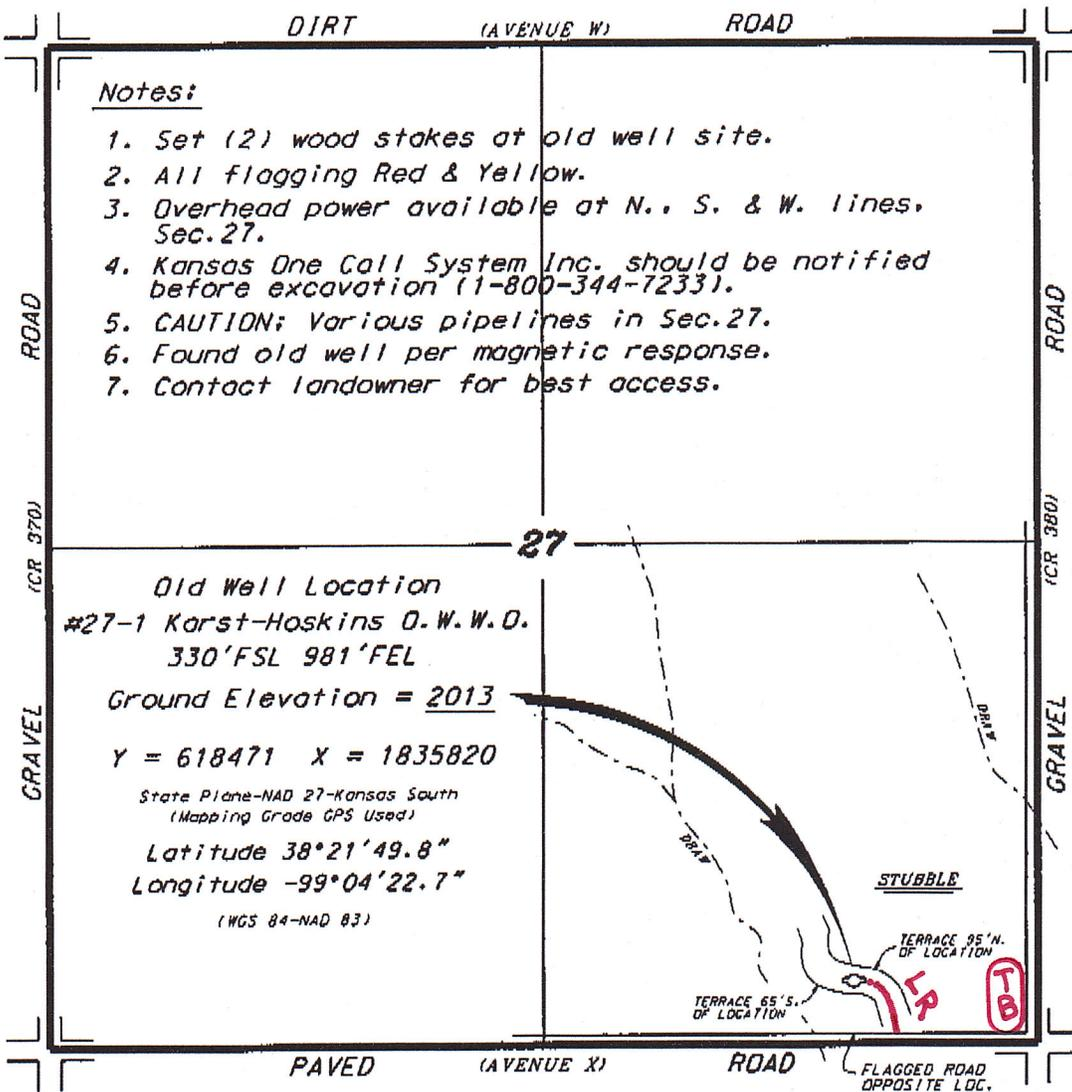 DIRT (AVENUE W) ROAD
Notes:
1. Set (2) wood stakes at old well site.
2. All flagging Red & Yellow.
3. Overhead power available at N., S. & W. lines,
Sec.27.
4. Kansas One Call System Inc. should be notified
before excavation (1-800-344-7233).
5. CAUTION: Various pipelines in Sec.27.
6. Found old well per magnetic response.
7. Contact landowner for best access.
ROAD
(CR 370)
GRAVEL
ROAD
(CR 380)
GRAVEL
27
Old Well Location
#27-1 Karst-Hoskins O.W.W.O.
330'FSL 981'FEL
Ground Elevation = 2013
Y = 618471 X = 1835820
State Plane-NAD 27-Kansas South
(Mapping Grade GPS Used)
Latitude 38°21'49.8"
Longitude -99°04'22.7"
(WGS 84-NAD 83)
DRAW
DRAW
STUBBLE
TERRACE 95'N.
OF LOCATION
TERRACE 65'S.
OF LOCATION
LR
TB
PAVED (AVENUE X) ROAD
FLAGGED ROAD
OPPOSITE LOC.